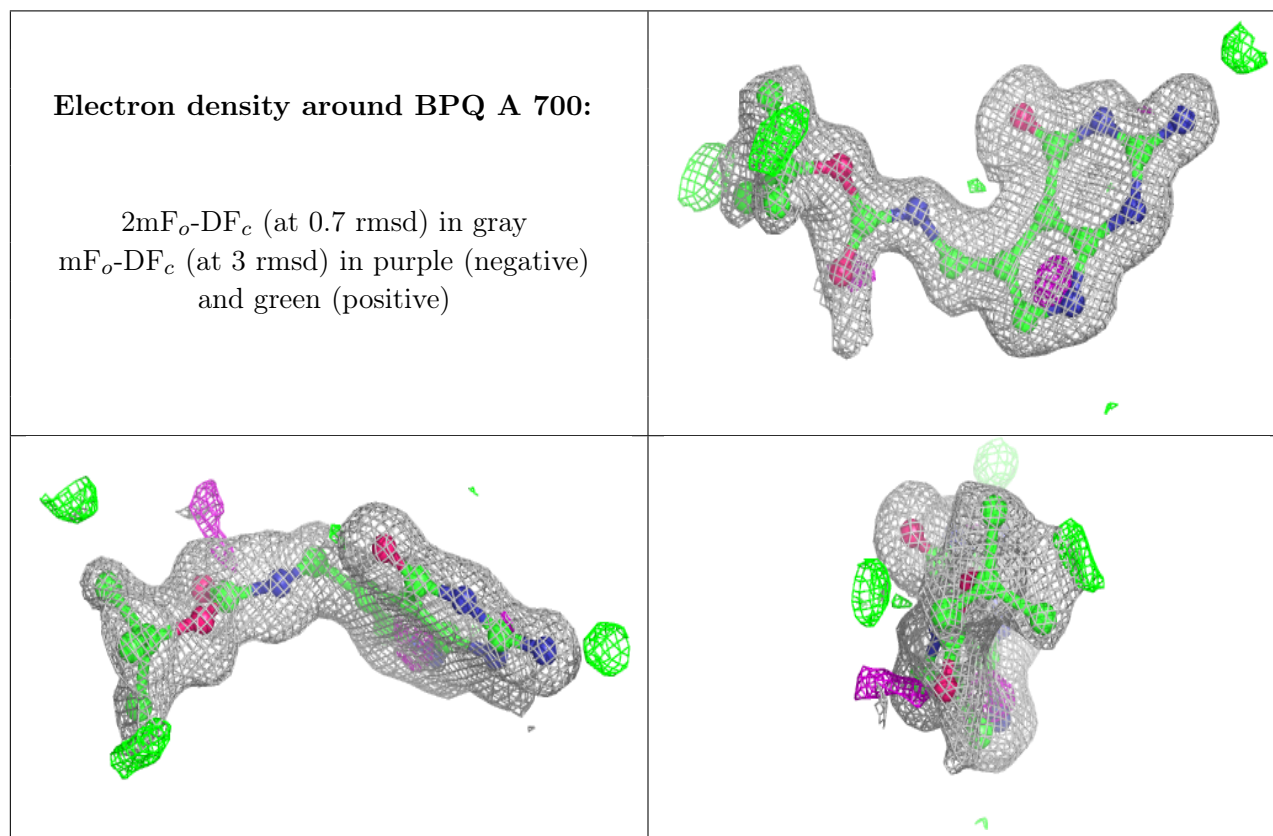 Electron density around BPQ A 700:
2mFo-DFc (at 0.7 rmsd) in gray
mFo-DFc (at 3 rmsd) in purple (negative)
and green (positive)